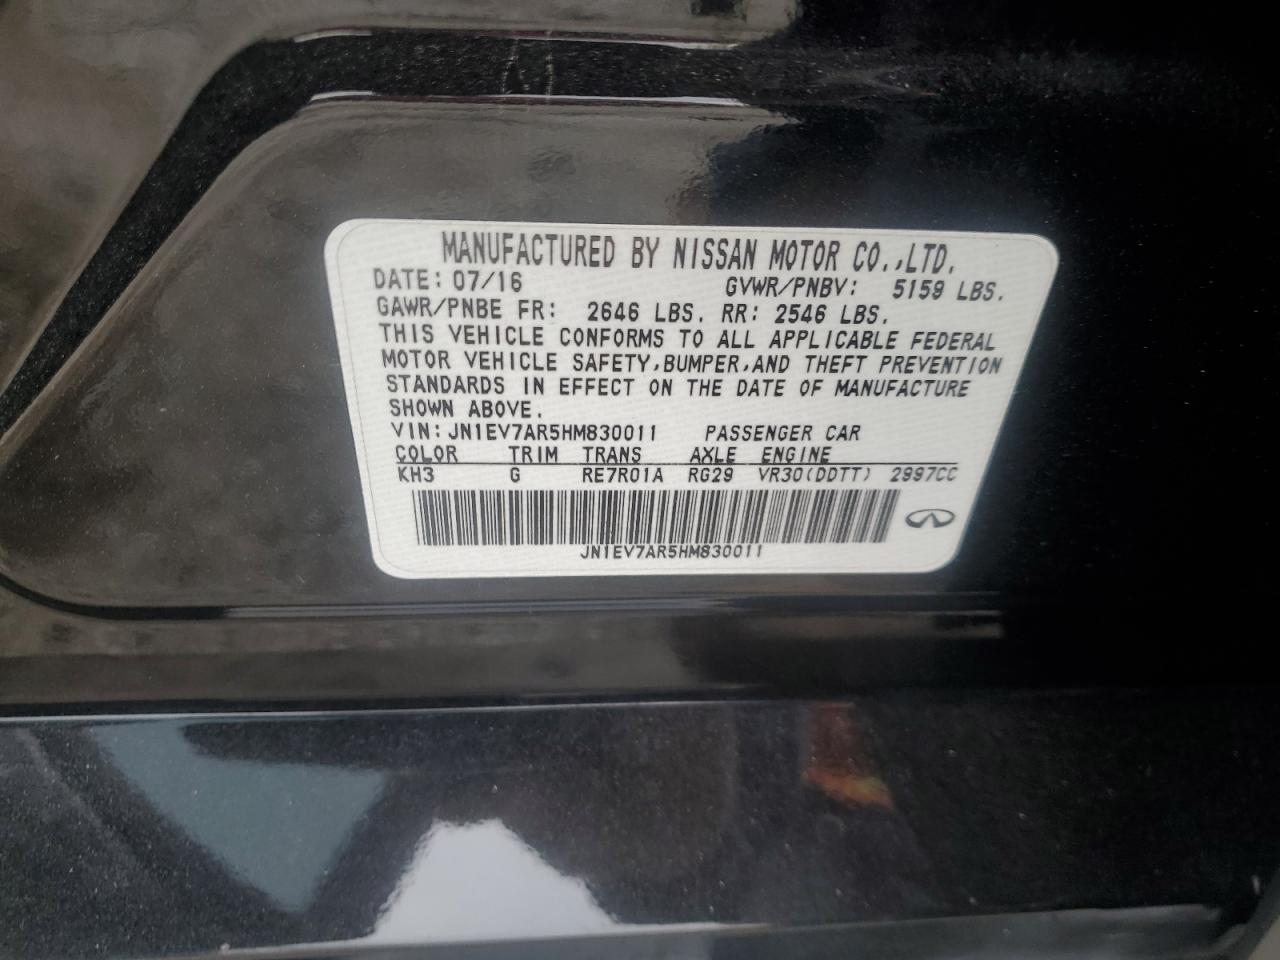 MANUFACTURED BY NISSAN MOTOR CO.,LTD.
DATE: 07/16 GVWR/PNBV: 5159 LBS.
GAWR/PNBE FR: 2646 LBS. RR: 2546 LBS.
THIS VEHICLE CONFORMS TO ALL APPLICABLE FEDERAL
MOTOR VEHICLE SAFETY,BUMPER,AND THEFT PREVENTION
STANDARDS IN EFFECT ON THE DATE OF MANUFACTURE
SHOWN ABOVE.
VIN: JN1EV7AR5HM830011 PASSENGER CAR
COLOR TRIM TRANS AXLE ENGINE
KH3 G RE7R01A RG29 VR30(DDTT) 2997CC
JN1EV7AR5HM830011